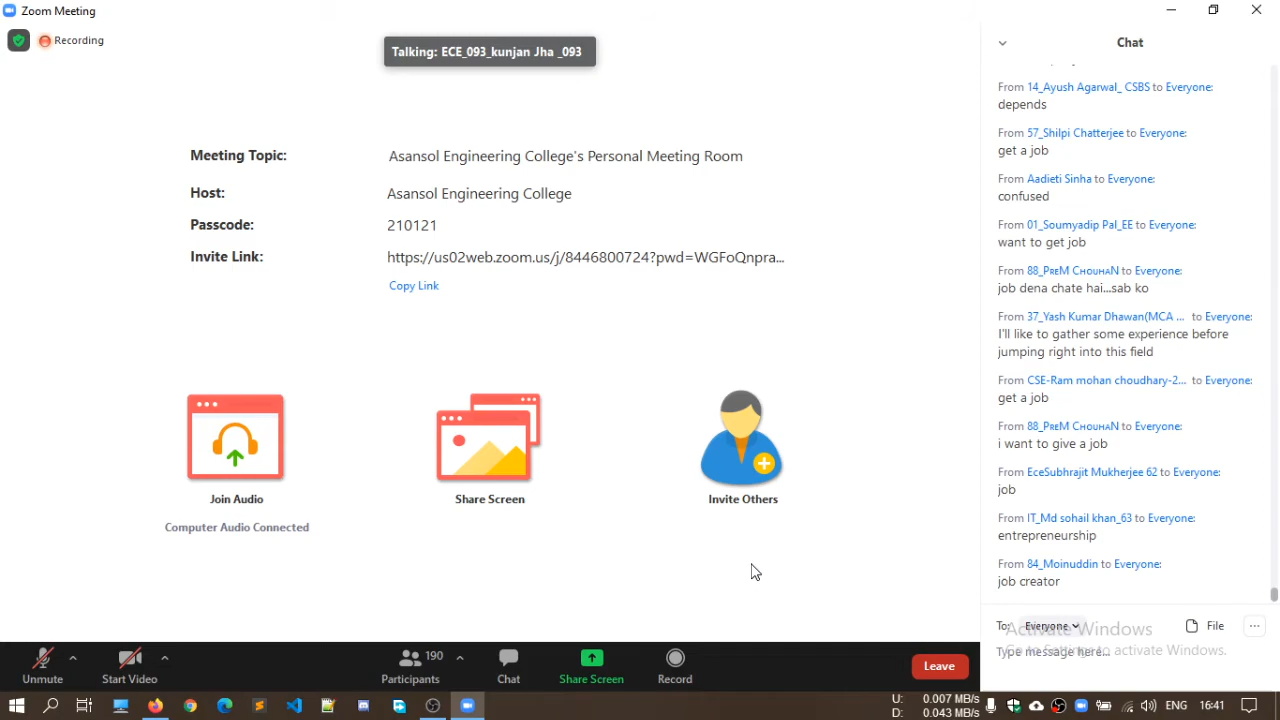 Zoom Meeting
Recording
Talking: ECE_093_kunjan Jha _093
Meeting Topic: Asansol Engineering College's Personal Meeting Room
Host: Asansol Engineering College
Passcode: 210121
Invite Link: https://us02web.zoom.us/j/8446800724?pwd=WGFoQnpra...
Copy Link
Join Audio
Computer Audio Connected
Share Screen
Invite Others
Chat
From 14_Ayush Agarwal_ CSBS to Everyone:
depends
From 57_Shilpi Chatterjee to Everyone:
get a job
From Aadieti Sinha to Everyone:
confused
From 01_Soumyadip Pal_EE to Everyone:
want to get job
From 88_PʀᴇM CʜᴏᴜʜᴀN to Everyone:
job dena chate hai...sab ko
From 37_Yash Kumar Dhawan(MCA ... to Everyone:
I'll like to gather some experience before
jumping right into this field
From CSE-Ram mohan choudhary-2... to Everyone:
get a job
From 88_PʀᴇM CʜᴏᴜʜᴀN to Everyone:
i want to give a job
From EceSubhrajit Mukherjee 62 to Everyone:
job
From IT_Md sohail khan_63 to Everyone:
entrepreneurship
From 84_Moinuddin to Everyone:
job creator
To: Everyone File ...
Activate Windows
Type message here...
Go to Settings to activate Windows.
Unmute
Start Video
Participants 190
Chat
Share Screen
Record
Leave
U: 0.007 MB/s
D: 0.043 MB/s
ENG 16:41